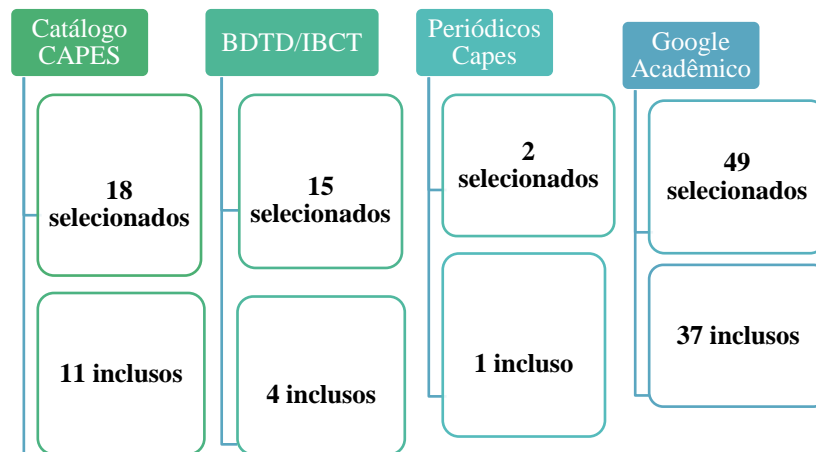 Catálogo
CAPES
18
selecionados
11 inclusos
BDTD/IBCT
15
selecionados
4 inclusos
Periódicos
Capes
2
selecionados
1 incluso
Google
Acadêmico
49
selecionados
37 inclusos